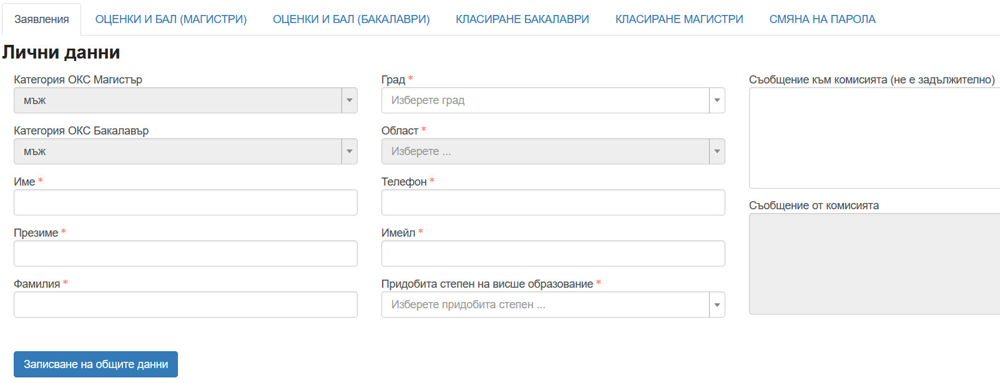 Заявления
ОЦЕНКИ И БАЛ (МАГИСТРИ)
ОЦЕНКИ И БАЛ (БАКАЛАВРИ)
КЛАСИРАНЕ БАКАЛАВРИ
КЛАСИРАНЕ МАГИСТРИ
СМЯНА НА ПАРОЛА
Лични данни
Категория ОКС Магистър
мъж
Категория ОКС Бакалавър
мъж
Име *
Презиме *
Фамилия *
Град *
Изберете град
Област *
Изберете ...
Телефон *
Имейл *
Придобита степен на висше образование *
Изберете придобита степен ...
Съобщение към комисията (не е задължително)
Съобщение от комисията
Записване на общите данни